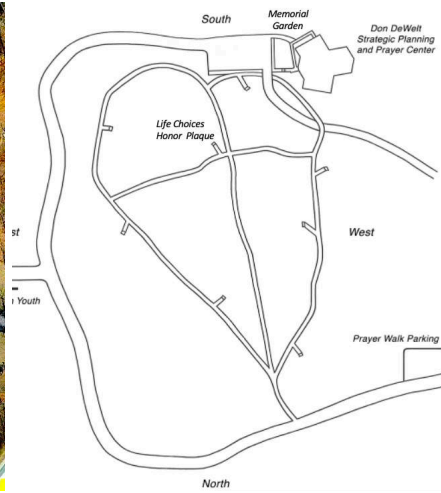 South
Memorial
Garden
Don DeWelt
Strategic Planning
and Prayer Center
Life Choices
Honor Plaque
West
Youth
Prayer Walk Parking
North